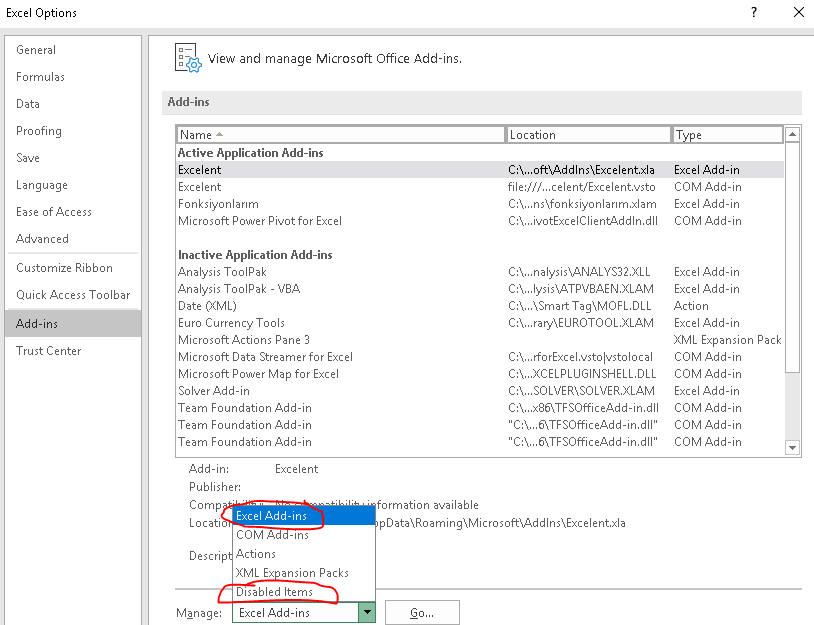 Excel Options ? ×
General
Formulas
Data
Proofing
Save
Language
Ease of Access
Advanced
Customize Ribbon
Quick Access Toolbar
Add-ins
Trust Center
View and manage Microsoft Office Add-ins.
Add-ins
Name Location Type
Active Application Add-ins
Excelent C:\...oft\AddIns\Excelent.xla Excel Add-in
Excelent file:///...celent/Excelent.vsto COM Add-in
Fonksiyonlarım C:\...ns\fonksiyonlarım.xlam Excel Add-in
Microsoft Power Pivot for Excel C:\...ivotExcelClientAddIn.dll COM Add-in
Inactive Application Add-ins
Analysis ToolPak C:\...nalysis\ANALYS32.XLL Excel Add-in
Analysis ToolPak - VBA C:\...lysis\ATPVBAEN.XLAM Excel Add-in
Date (XML) C:\...\Smart Tag\MOFL.DLL Action
Euro Currency Tools C:\...rary\EUROTOOL.XLAM Excel Add-in
Microsoft Actions Pane 3 XML Expansion Pack
Microsoft Data Streamer for Excel C:\...rforExcel.vsto|vstolocal COM Add-in
Microsoft Power Map for Excel C:\...XCELPLUGINSHELL.DLL COM Add-in
Solver Add-in C:\...SOLVER\SOLVER.XLAM Excel Add-in
Team Foundation Add-in C:\...x86\TFSOfficeAdd-in.dll COM Add-in
Team Foundation Add-in "C:\...6\TFSOfficeAdd-in.dll" COM Add-in
Team Foundation Add-in "C:\...6\TFSOfficeAdd-in.dll" COM Add-in
Add-in: Excelent
Publisher:
information available
Locatio ppData\Roaming\Microsoft\AddIns\Excelent.xla
Descript
Excel Add-ins
COM Add-ins
Actions
XML Expansion Packs
Disabled Items
Manage: Excel Add-ins Go...